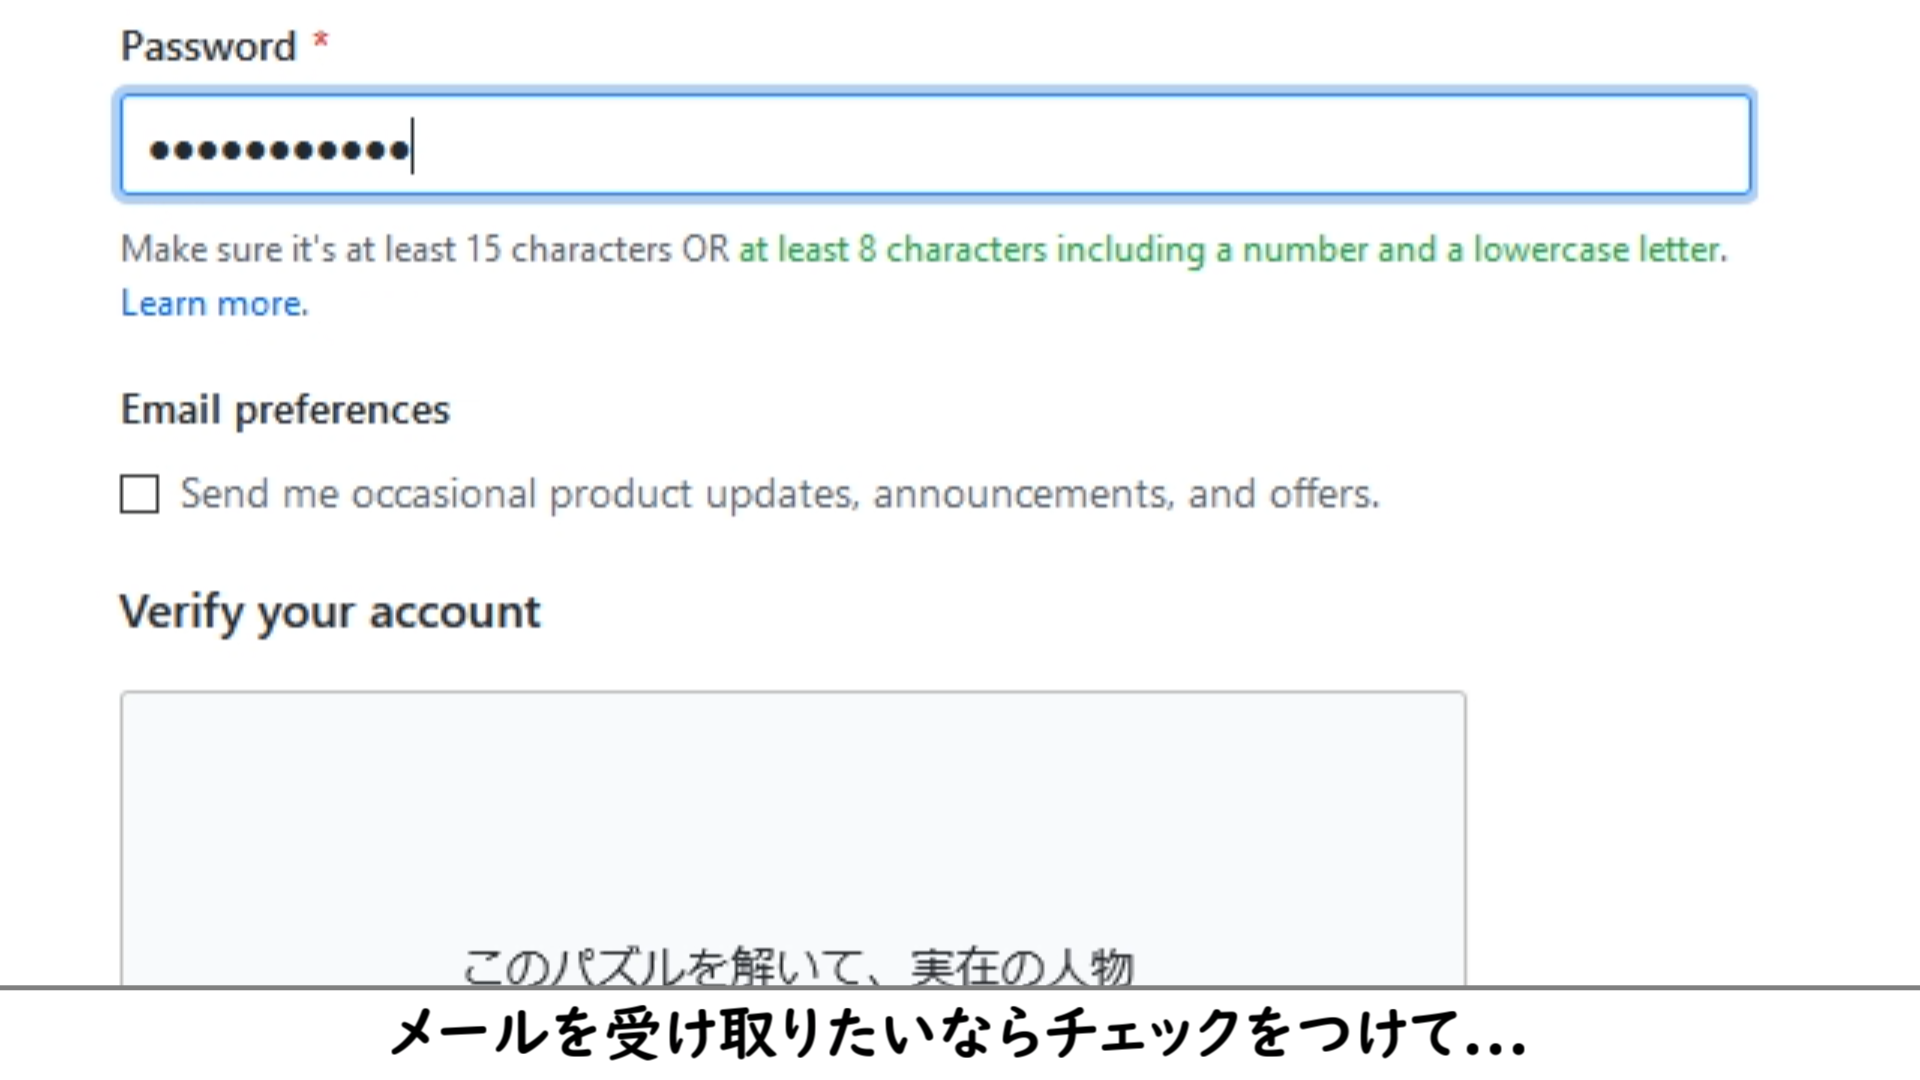 Password *
•••••••••••
Make sure it's at least 15 characters OR at least 8 characters including a number and a lowercase letter.
Learn more.
Email preferences
Send me occasional product updates, announcements, and offers.
Verify your account
このパズルを解いて、実在の人物
メールを受け取りたいならチェックをつけて...